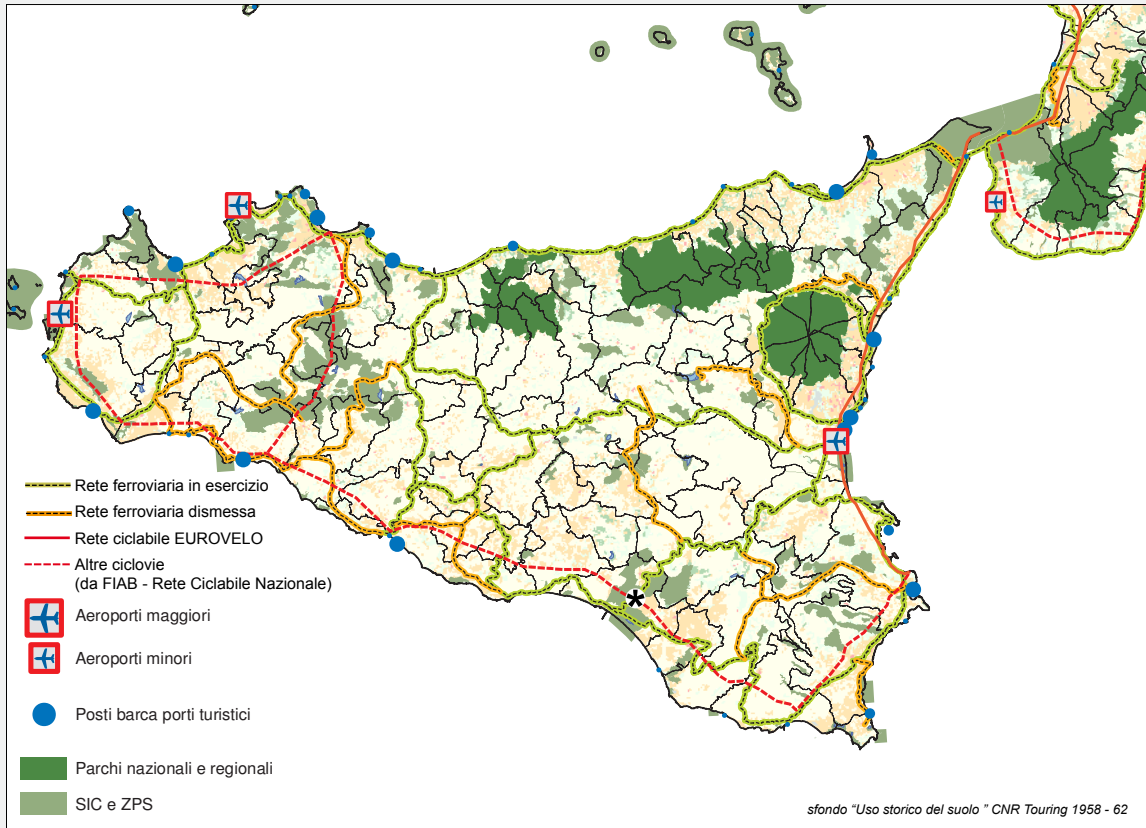 Rete ferroviaria in esercizio
Rete ferroviaria dismessa
Rete ciclabile EUROVELO
Altre ciclovie
(da FIAB - Rete Ciclabile Nazionale)
Aeroporti maggiori
Aeroporti minori
Posti barca porti turistici
Parchi nazionali e regionali
SIC e ZPS
*
sfondo “Uso storico del suolo ” CNR Touring 1958 - 62